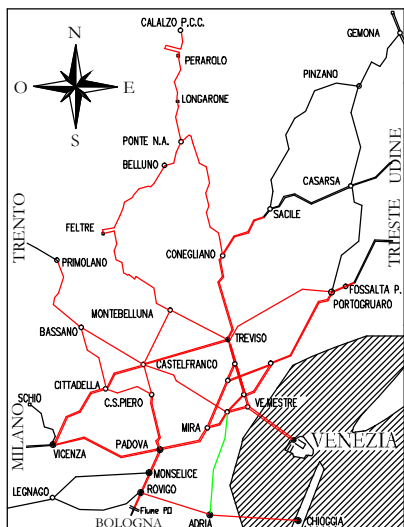 CALALZO P.C.C.
GEMONA
N
PERAROLO
PINZANO
O
E
LONGARONE
S
PONTE N.A.
BELLUNO
UDINE
CASARSA
SACILE
TRENTO
FELTRE
TRIESTE
CONEGLIANO
PRIMOLANO
FOSSALTA P.
PORTOGRUARO
MONTEBELLUNA
BASSANO
TREVISO
CASTELFRANCO
CITTADELLA
C.S.PIERO
SCHIO
VE.MESTRE
MIRA
MILANO
VENEZIA
VICENZA
PADOVA
MONSELICE
LEGNAGO
ROVIGO
Fiume PO
BOLOGNA
ADRIA
CHIOGGIA